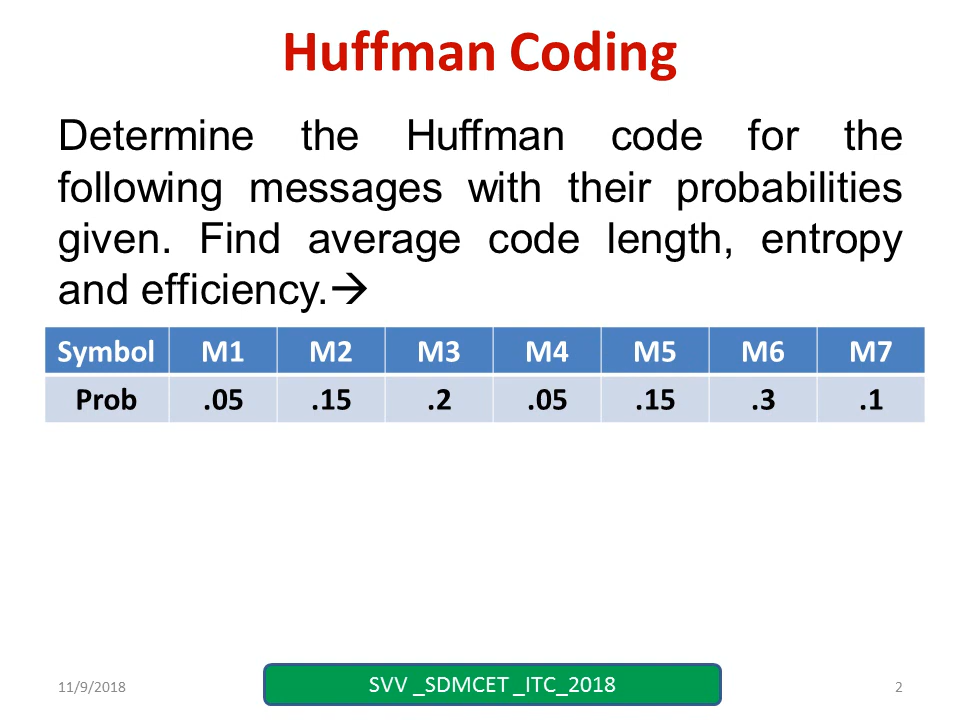 Huffman Coding
Determine the Huffman code for the
following messages with their probabilities
given. Find average code length, entropy
and efficiency.→
Symbol M1 M2 M3 M4 M5 M6 M7
Prob .05 .15 .2 .05 .15 .3 .1
11/9/2018 SVV _SDMCET _ITC_2018 2